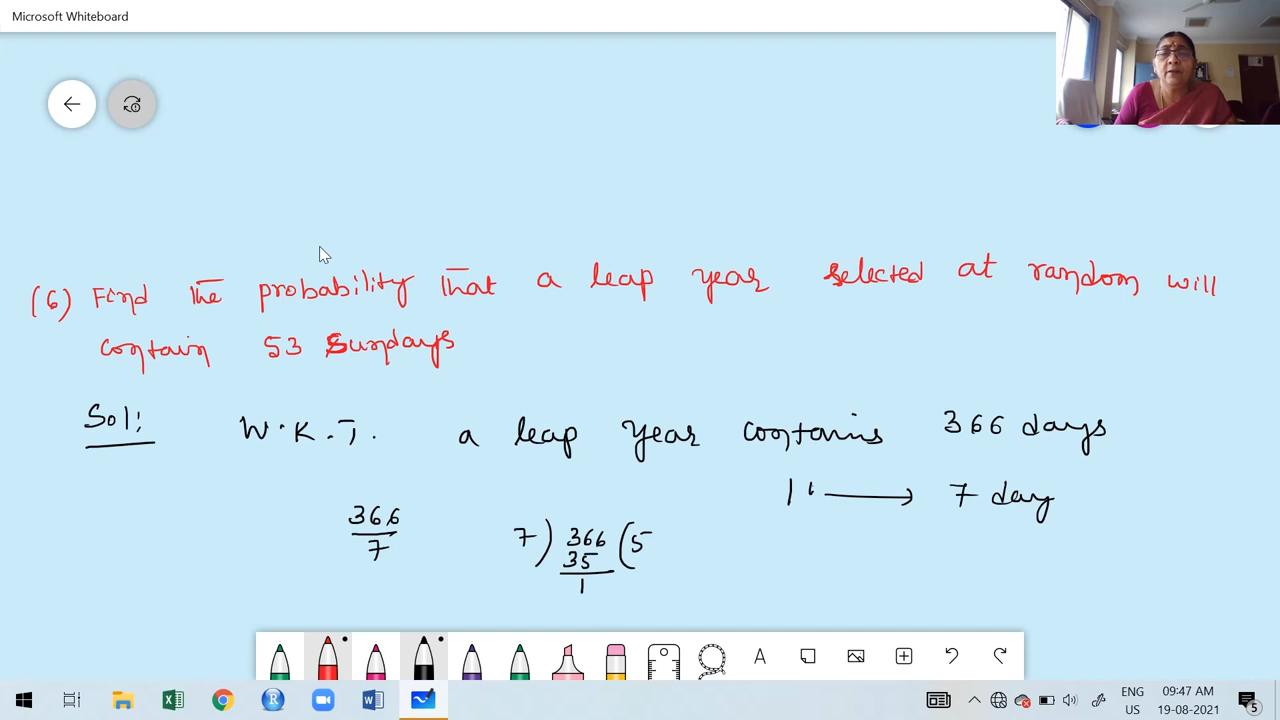 Microsoft Whiteboard
(6) Find the probability that a leap year selected at random will
contain 53 Sundays
Sol:
W.K.T. a leap year contains 366 days
7 day
366
7
7) 366 (5
35
1
A
ENG
US
09:47 AM
19-08-2021
5